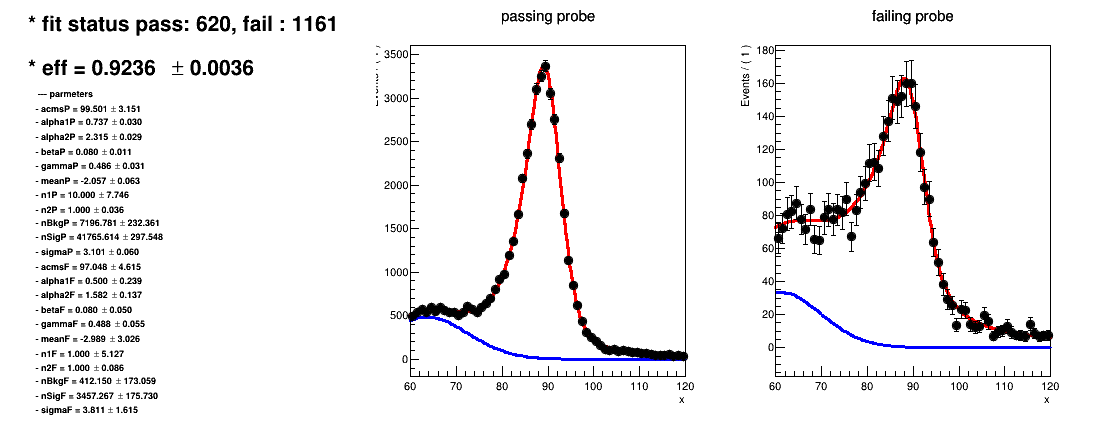 * fit status pass: 620, fail : 1161
* eff = 0.9236 ± 0.0036
--- parmeters
- acmsP = 99.501 ± 3.151
- alpha1P = 0.737 ± 0.030
- alpha2P = 2.315 ± 0.029
- betaP = 0.080 ± 0.011
- gammaP = 0.486 ± 0.031
- meanP = -2.057 ± 0.063
- n1P = 10.000 ± 7.746
- n2P = 1.000 ± 0.036
- nBkgP = 7196.781 ± 232.361
- nSigP = 41765.614 ± 297.548
- sigmaP = 3.101 ± 0.060
- acmsF = 97.048 ± 4.615
- alpha1F = 0.500 ± 0.239
- alpha2F = 1.582 ± 0.137
- betaF = 0.080 ± 0.050
- gammaF = 0.488 ± 0.055
- meanF = -2.989 ± 3.026
- n1F = 1.000 ± 5.127
- n2F = 1.000 ± 0.086
- nBkgF = 412.150 ± 173.059
- nSigF = 3457.267 ± 175.730
- sigmaF = 3.811 ± 1.615
passing probe
3500
3000
2500
2000
1500
1000
500
0
60 70 80 90 100 110 120
x
failing probe
Events / ( 1 )
180
160
140
120
100
80
60
40
20
0
60 70 80 90 100 110 120
x